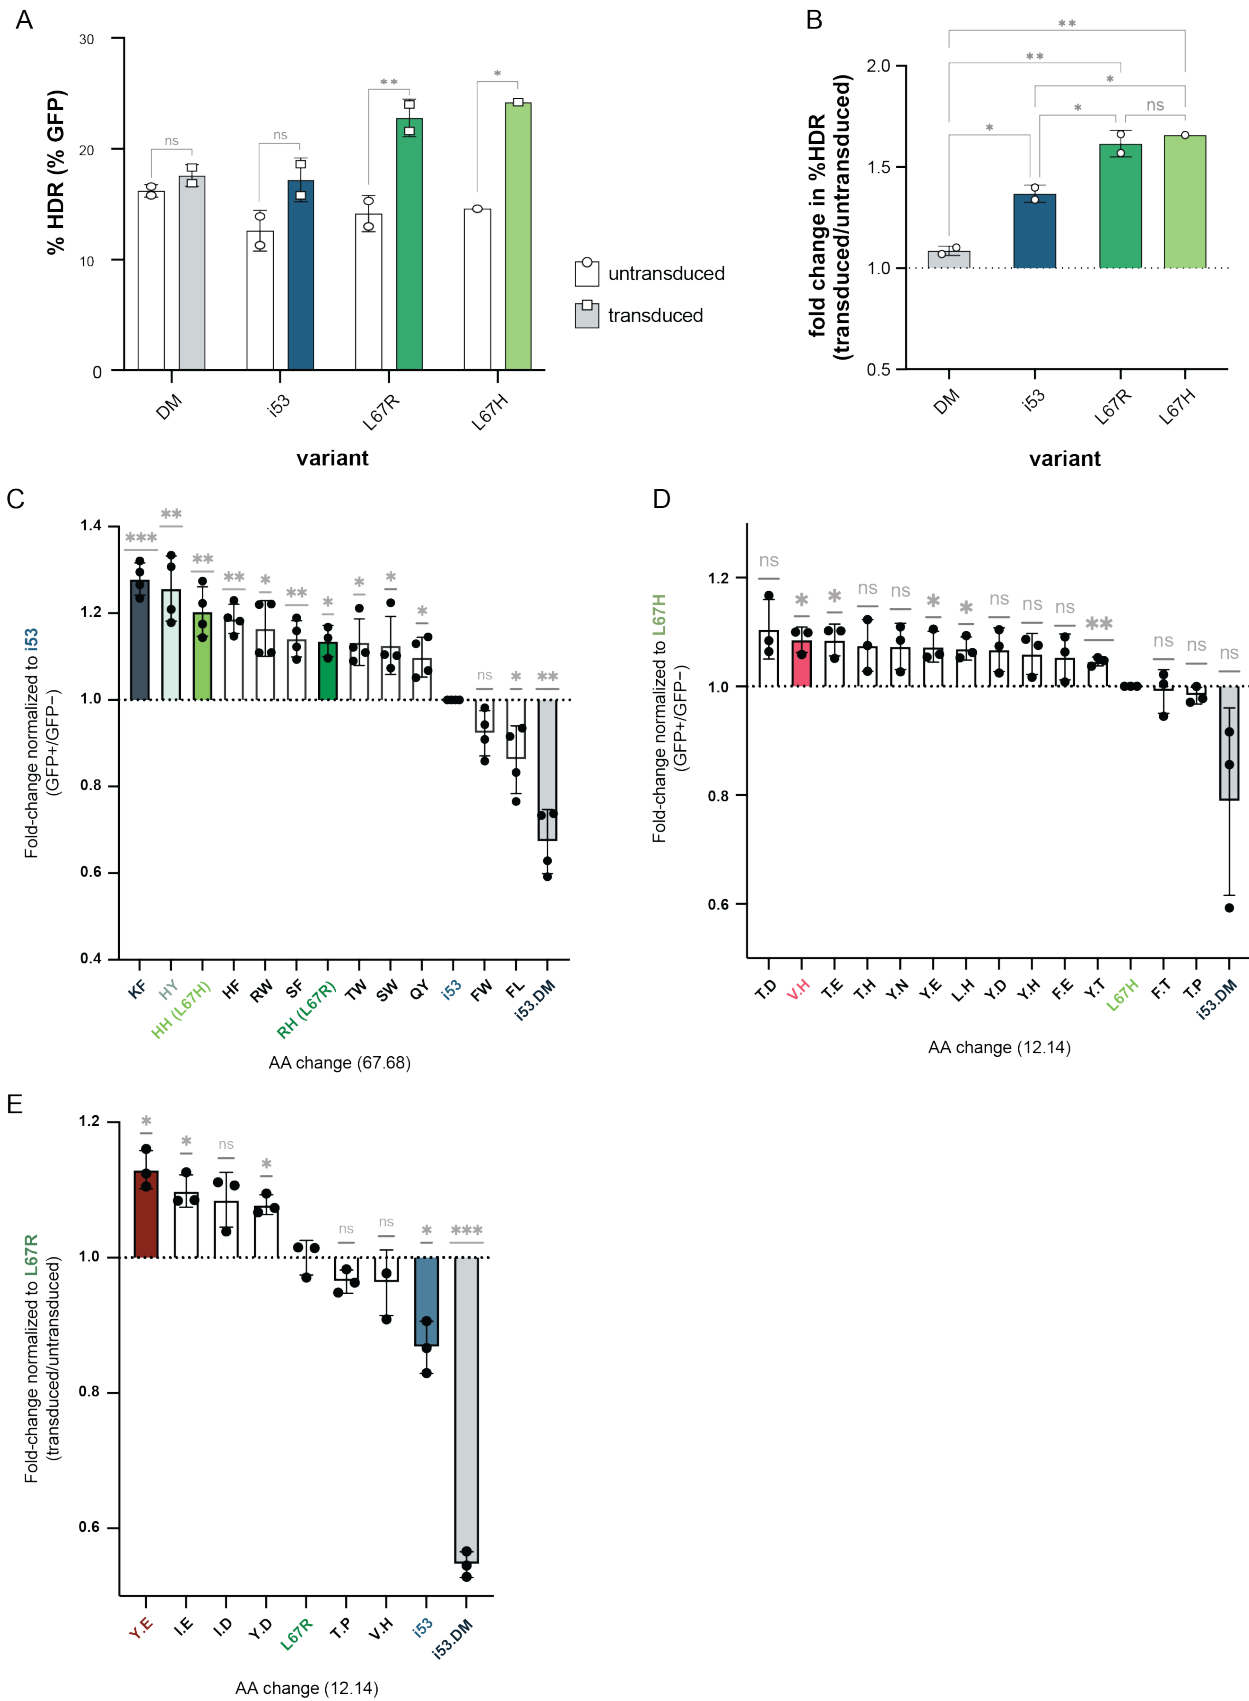 A
% HDR (% GFP)
30
20
10
0
ns
ns
**
*
DM
i53
L67R
L67H
variant
untransduced
transduced
B
fold change in %HDR
(transduced/untransduced)
2.0
1.5
1.0
0.5
**
**
*
*
ns
*
DM
i53
L67R
L67H
variant
C
Fold-change normalized to i53
(GFP+/GFP−)
1.4
1.2
1.0
0.8
0.6
0.4
***
**
**
**
*
**
*
*
*
*
ns
*
**
KF
HY
HH (L67H)
HF
RW
SF
RH (L67R)
TW
SW
QY
i53
FW
FL
i53.DM
AA change (67.68)
D
Fold-change normalized to L67H
(GFP+/GFP−)
1.2
1.0
0.8
0.6
ns
*
*
ns
ns
*
*
ns
ns
ns
**
ns
ns
ns
T.D
V.H
T.E
T.H
Y.N
Y.E
L.H
Y.D
Y.H
F.E
Y.T
L67H
F.T
T.P
i53.DM
AA change (12.14)
E
Fold-change normalized to L67R
(transduced/untransduced)
1.2
1.0
0.8
0.6
*
*
ns
*
ns
ns
*
***
Y.E
I.E
I.D
Y.D
L67R
T.P
V.H
i53
i53.DM
AA change (12.14)